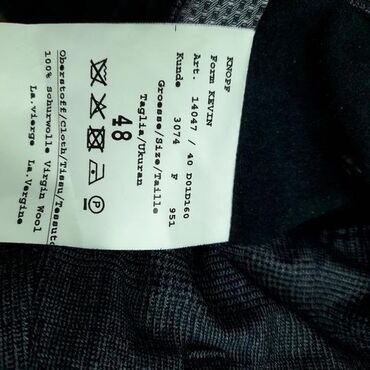 KNOPF
Form KEVIN
Art. 14047 / 40 D01D160
Kunde 3074 F 951
Groesse/Size/Taille
Taglia/Ukuran
48
P
Oberstoff/Cloth/Tissu/Tessuto
100% Schurwolle Virgin Wool
La.vierge La.Vergine